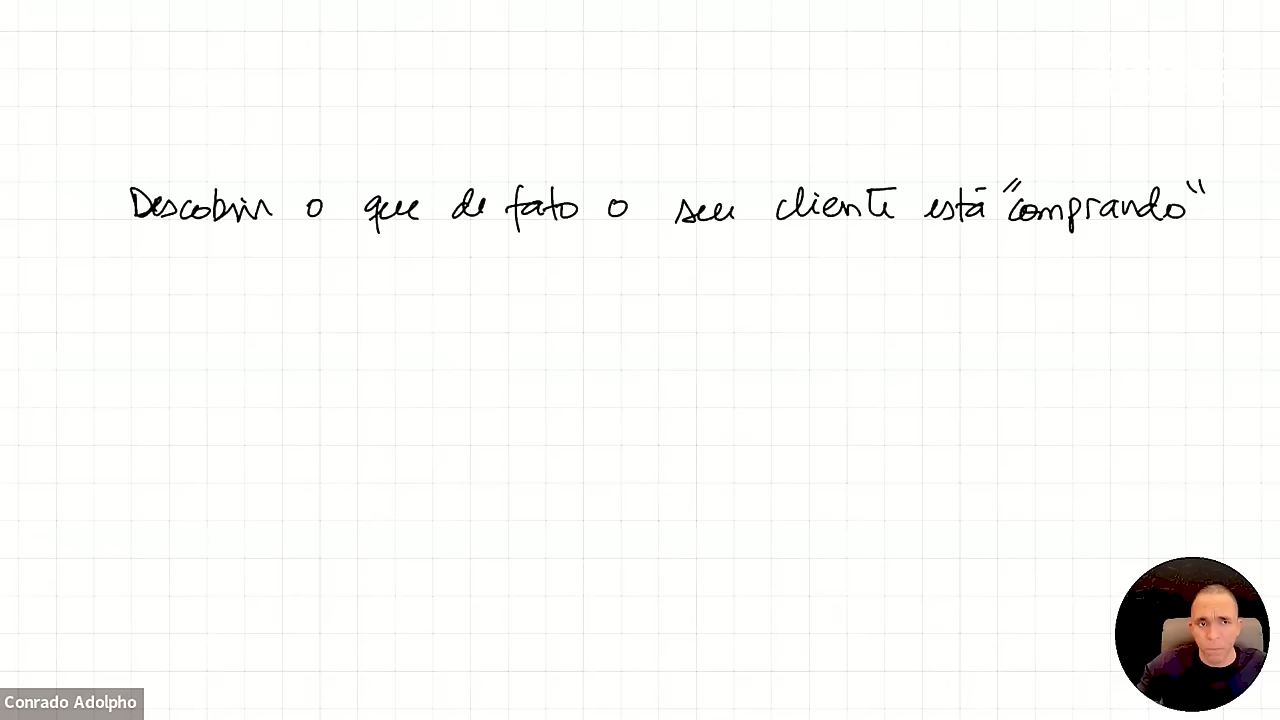 Descobrir o que de fato o seu cliente está "comprando"
Conrado Adolpho